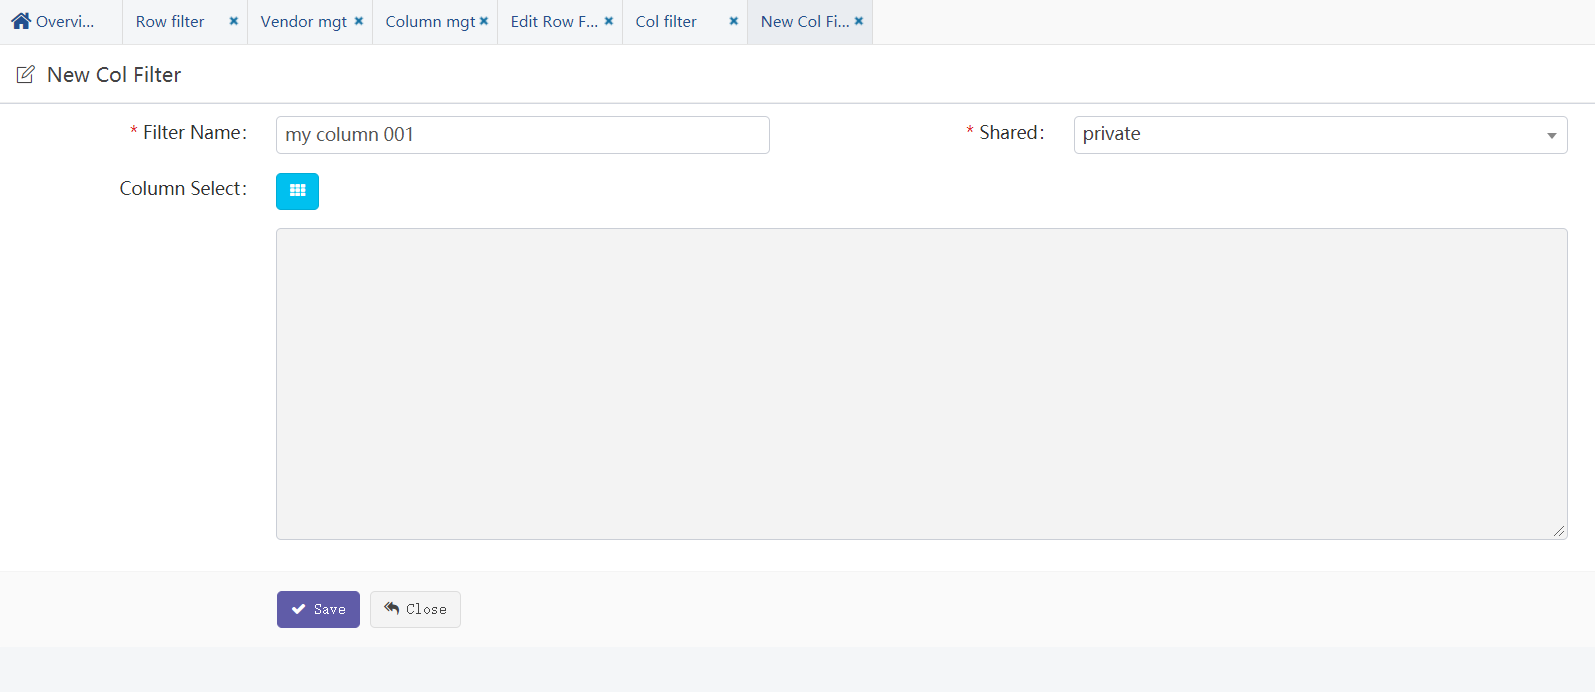 Overvi...
Row filter
Vendor mgt
Column mgt
Edit Row F...
Col filter
New Col Fi...
New Col Filter
* Filter Name:
my column 001
* Shared:
private
Column Select:
Save
Close